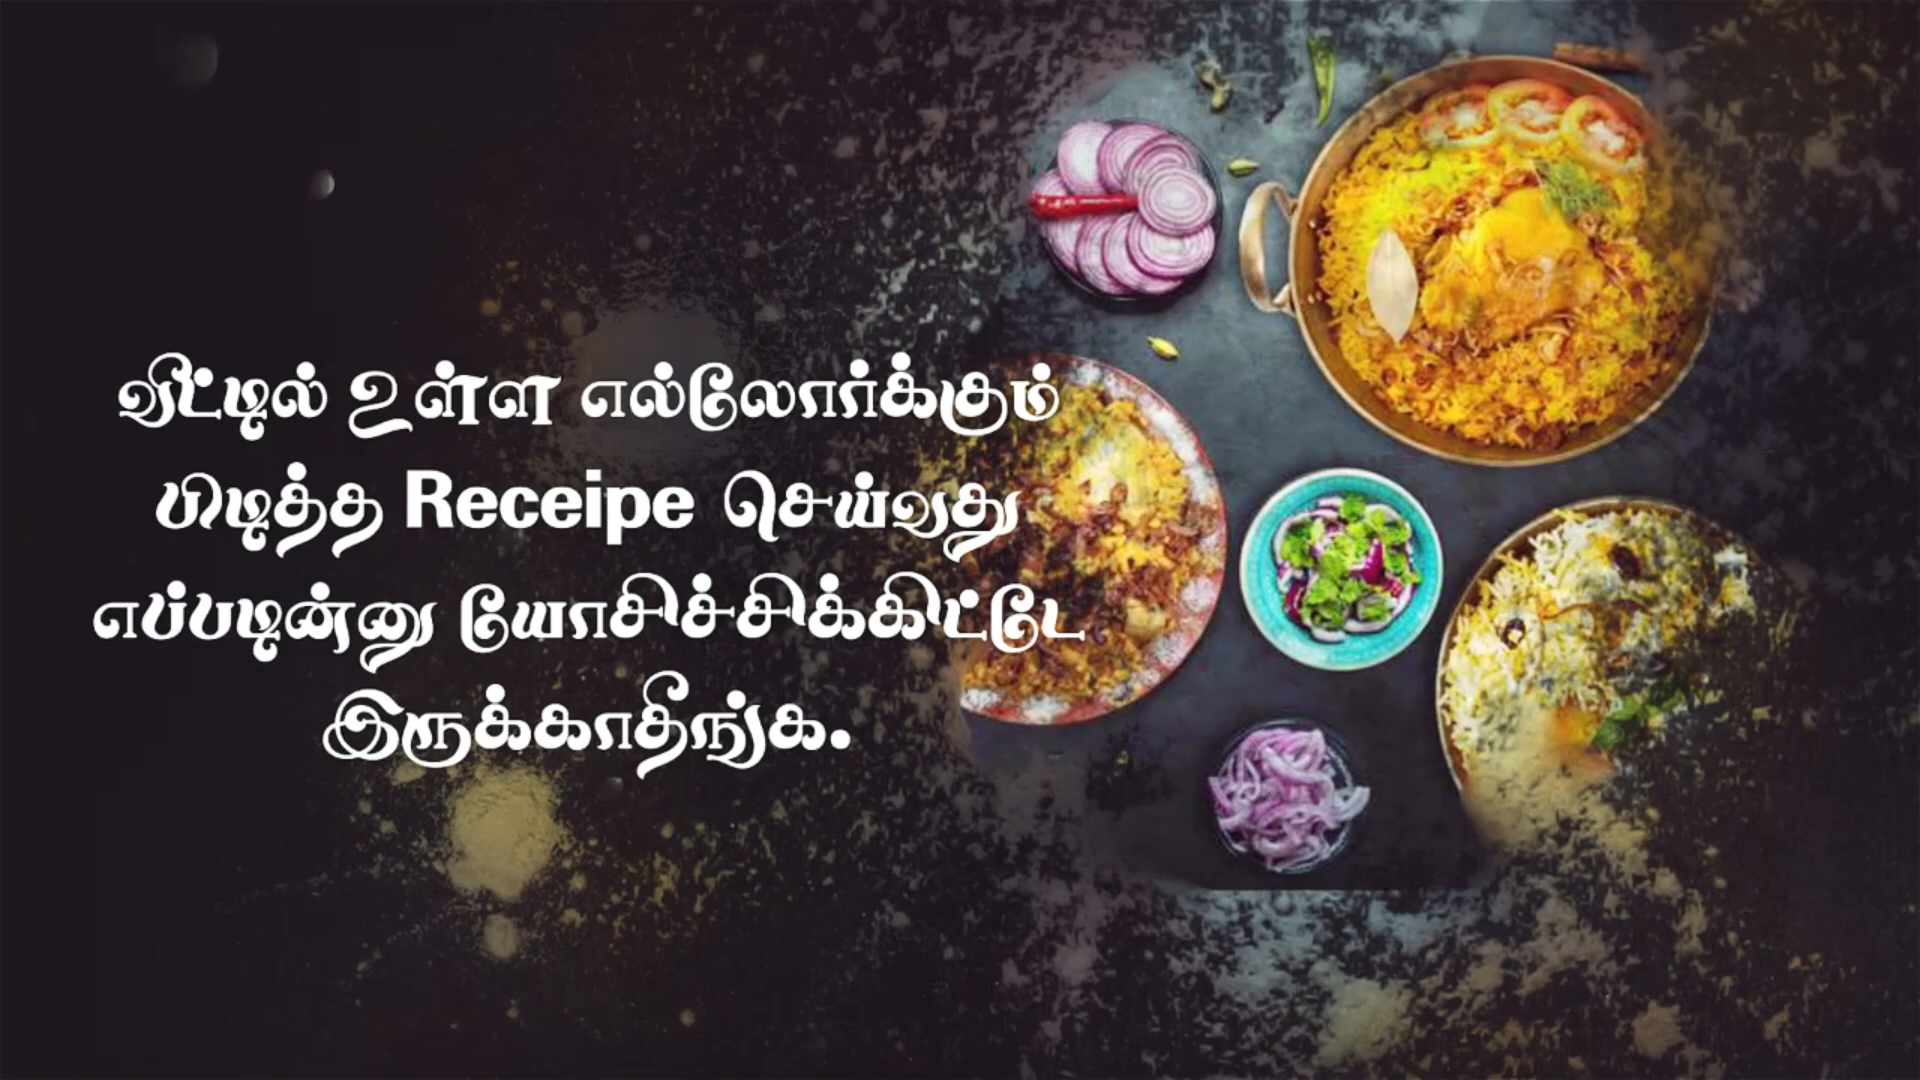 வீட்டில் உள்ள எல்லோர்க்கும்
பிடித்த Receipe செய்வது
எப்படின்னு யோசிச்சிக்கிட்டே
இருக்காதீங்க.